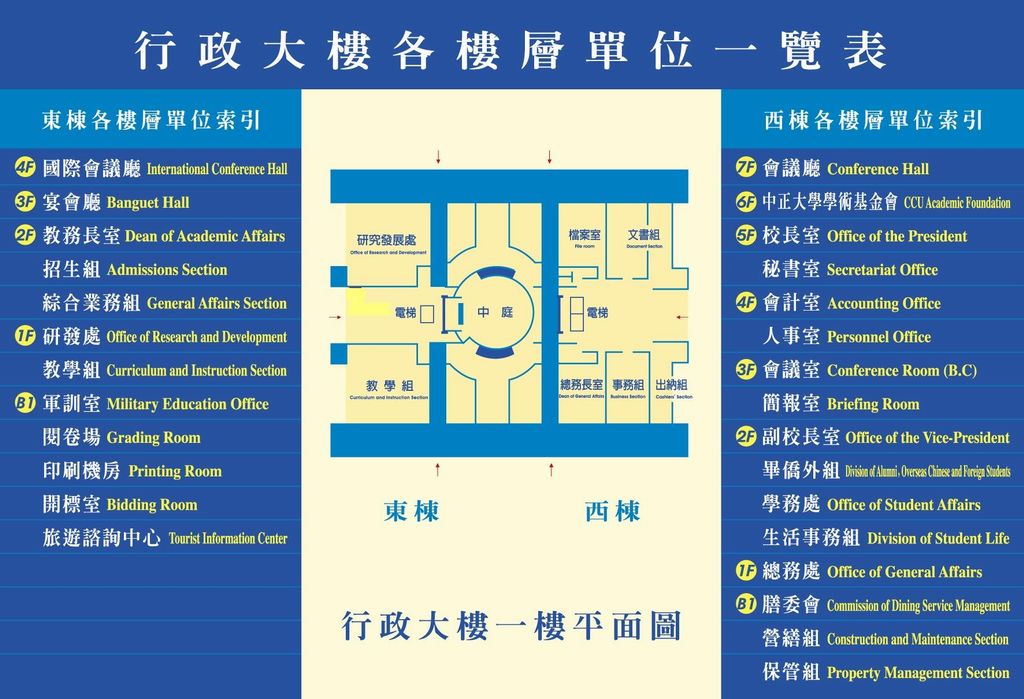 行政大樓各樓層單位一覽表
東棟各樓層單位索引
4F 國際會議廳 International Conference Hall
3F 宴會廳 Banguet Hall
2F 教務長室 Dean of Academic Affairs
招生組 Admissions Section
綜合業務組 General Affairs Section
1F 研發處 Office of Research and Development
教學組 Curriculum and Instruction Section
B1 軍訓室 Military Education Office
閱卷場 Grading Room
印刷機房 Printing Room
開標室 Bidding Room
旅遊諮詢中心 Tourist Information Center
研究發展處
Office of Research and Development
檔案室
File room
文書組
Document Section
電梯
中庭
電梯
教學組
Curriculum and Instruction Section
總務長室
Dean of General Affairs
事務組
Business Section
出納組
Cashiers' Section
東棟
西棟
行政大樓一樓平面圖
西棟各樓層單位索引
7F 會議廳 Conference Hall
6F 中正大學學術基金會 CCU Academic Foundation
5F 校長室 Office of the President
秘書室 Secretariat Office
4F 會計室 Accounting Office
人事室 Personnel Office
3F 會議室 Conference Room (B.C)
簡報室 Briefing Room
2F 副校長室 Office of the Vice-President
畢僑外組 Division of Alumni, Overseas Chinese and Foreign Students
學務處 Office of Student Affairs
生活事務組 Division of Student Life
1F 總務處 Office of General Affairs
B1 膳委會 Commission of Dining Service Management
營繕組 Construction and Maintenance Section
保管組 Property Management Section